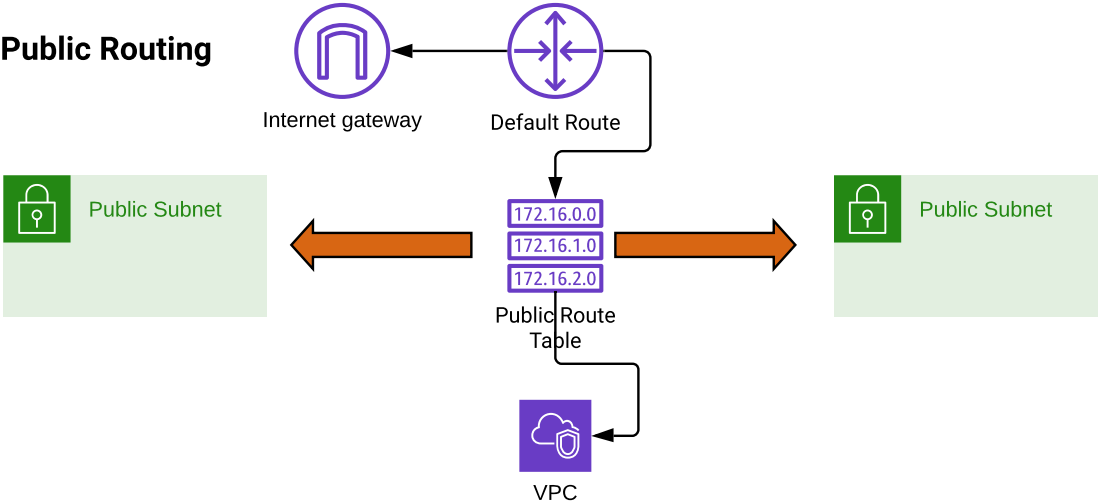 Public Routing
Internet gateway
Default Route
Public Subnet
172.16.0.0
172.16.1.0
172.16.2.0
Public Route
Table
Public Subnet
VPC